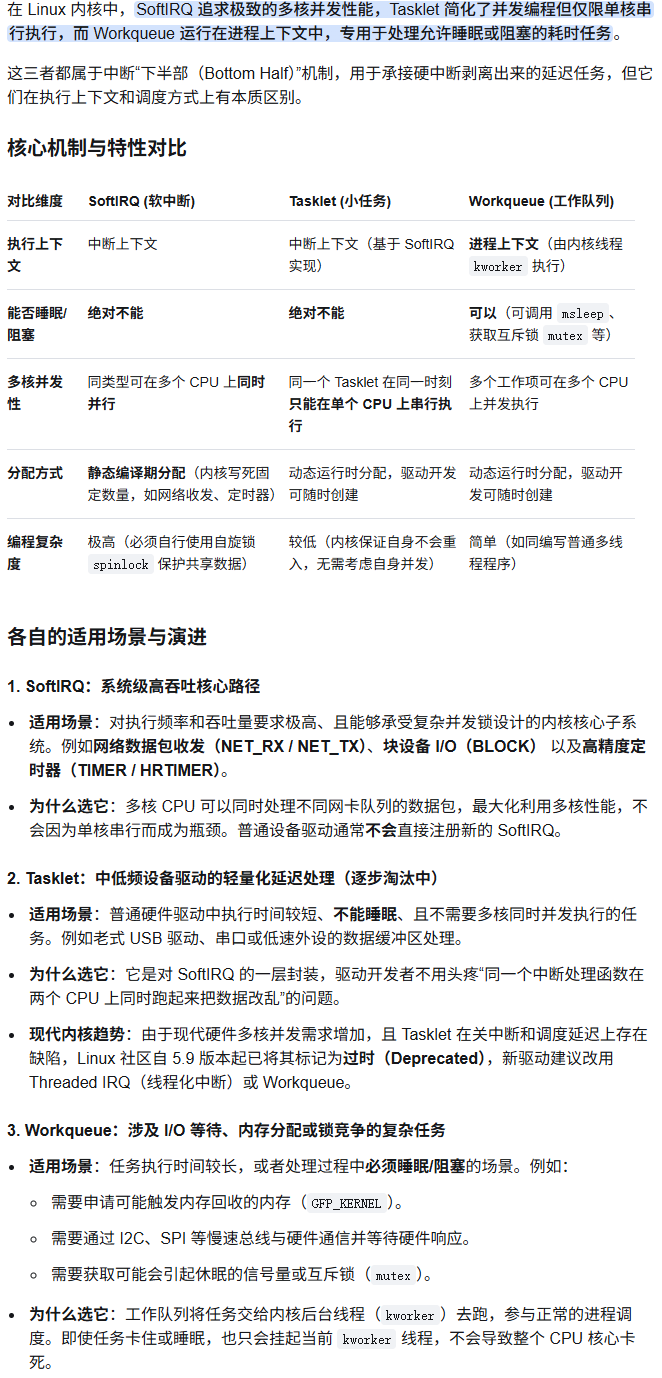 在 Linux 内核中，SoftIRQ 追求极致的多核并发性能，Tasklet 简化了并发编程但仅限单核串
行执行，而 Workqueue 运行在进程上下文中，专用于处理允许睡眠或阻塞的耗时任务。
这三者都属于中断“下半部（Bottom Half）”机制，用于承接硬中断剥离出来的延迟任务，但它
们在执行上下文和调度方式上有本质区别。
核心机制与特性对比
对比维度 SoftIRQ (软中断) Tasklet (小任务) Workqueue (工作队列)
执行上下 中断上下文 中断上下文（基于 SoftIRQ 进程上下文（由内核线程
文 实现） kworker 执行）
能否睡眠/ 绝对不能 绝对不能 可以（可调用 msleep、
阻塞 获取互斥锁 mutex 等）
多核并发 同类型可在多个 CPU 上同时 同一个 Tasklet 在同一时刻 多个工作项可在多个 CPU
性 并行 只能在单个 CPU 上串行执 上并发执行
行
分配方式 静态编译期分配（内核写死固 动态运行时分配，驱动开发 动态运行时分配，驱动开
定数量，如网络收发、定时器） 可随时创建 发可随时创建
编程复杂 极高（必须自行使用自旋锁 较低（内核保证自身不会重 简单（如同编写普通多线
度 spinlock 保护共享数据） 入，无需考虑自身并发） 程程序）
各自的适用场景与演进
1. SoftIRQ：系统级高吞吐核心路径
• 适用场景：对执行频率和吞吐量要求极高、且能够承受复杂并发锁设计的内核核心子系
统。例如网络数据包收发（NET_RX / NET_TX）、块设备 I/O（BLOCK） 以及高精度定
时器（TIMER / HRTIMER）。
• 为什么选它：多核 CPU 可以同时处理不同网卡队列的数据包，最大化利用多核性能，不
会因为单核串行而成为瓶颈。普通设备驱动通常不会直接注册新的 SoftIRQ。
2. Tasklet：中低频设备驱动的轻量化延迟处理（逐步淘汰中）
• 适用场景：普通硬件驱动中执行时间较短、不能睡眠、且不需要多核同时并发执行的任
务。例如老式 USB 驱动、串口或低速外设的数据缓冲区处理。
• 为什么选它：它是对 SoftIRQ 的一层封装，驱动开发者不用头疼“同一个中断处理函数在
两个 CPU 上同时跑起来把数据改乱”的问题。
• 现代内核趋势：由于现代硬件多核并发需求增加，且 Tasklet 在关中断和调度延迟上存在
缺陷，Linux 社区自 5.9 版本起已将其标记为过时（Deprecated），新驱动建议改用
Threaded IRQ（线程化中断）或 Workqueue。
3. Workqueue：涉及 I/O 等待、内存分配或锁竞争的复杂任务
• 适用场景：任务执行时间较长，或者处理过程中必须睡眠/阻塞的场景。例如：
◦ 需要申请可能触发内存回收的内存（GFP_KERNEL）。
◦ 需要通过 I2C、SPI 等慢速总线与硬件通信并等待硬件响应。
◦ 需要获取可能会引起休眠的信号量或互斥锁（mutex）。
• 为什么选它：工作队列将任务交给内核后台线程（kworker）去跑，参与正常的进程调
度。即使任务卡住或睡眠，也只会挂起当前 kworker 线程，不会导致整个 CPU 核心卡
死。